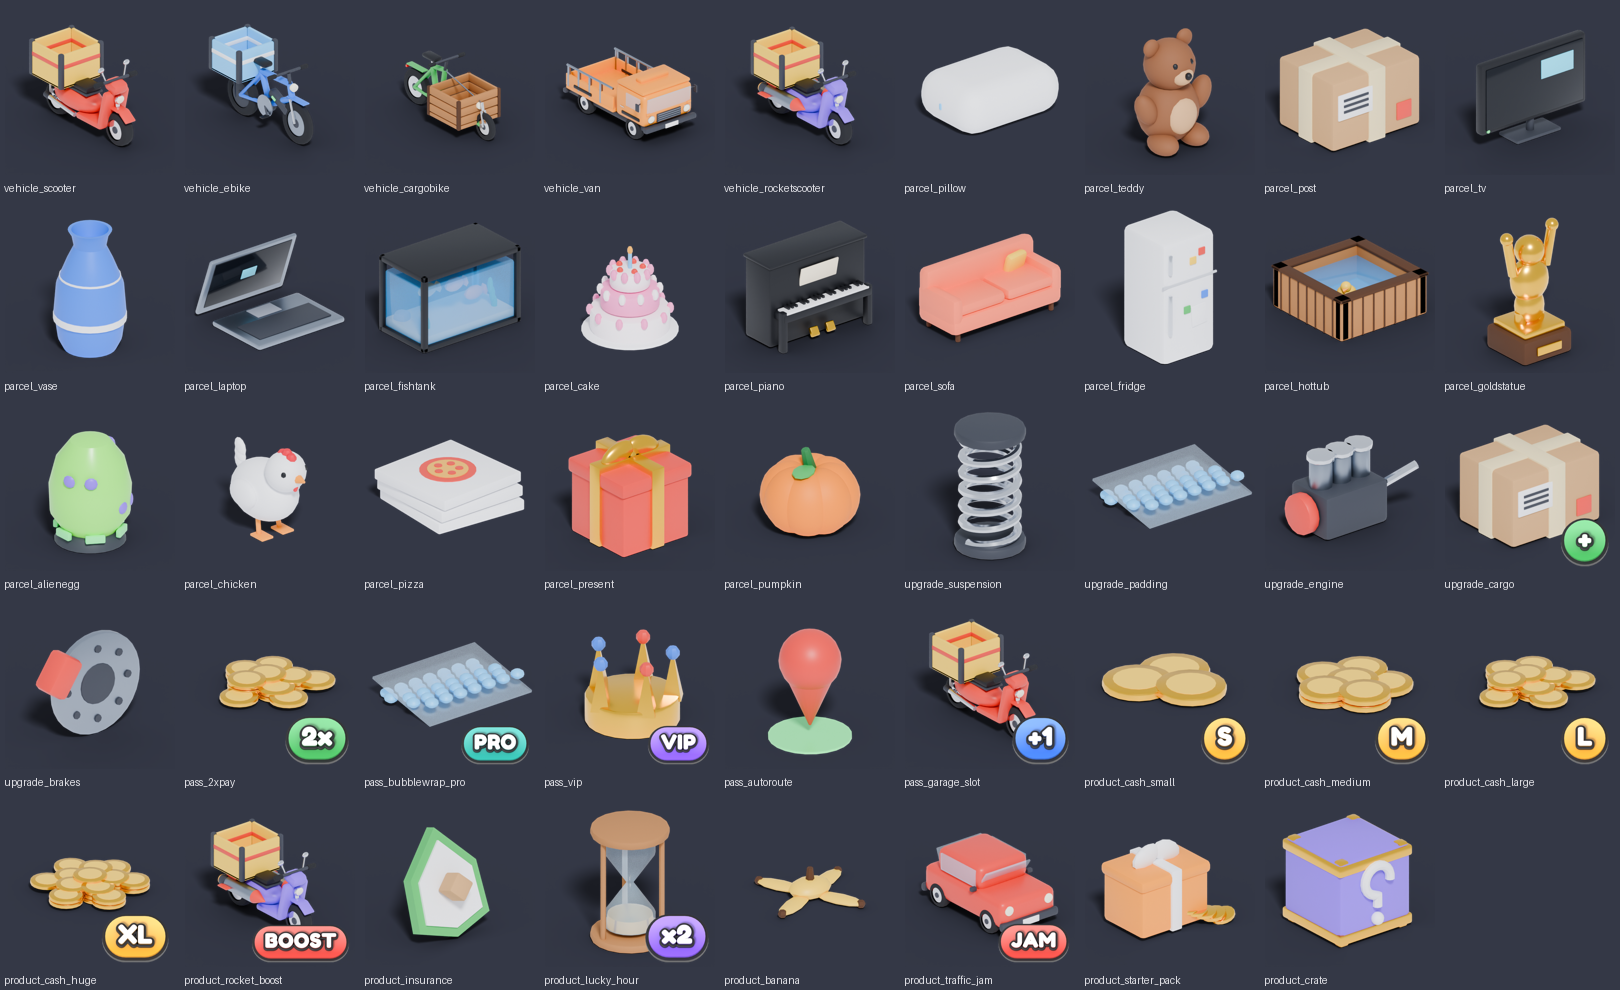 vehicle_scooter
vehicle_ebike
vehicle_cargobike
vehicle_van
vehicle_rocketscooter
parcel_pillow
parcel_teddy
parcel_post
parcel_tv
parcel_vase
parcel_laptop
parcel_fishtank
parcel_cake
parcel_piano
parcel_sofa
parcel_fridge
parcel_hottub
parcel_goldstatue
parcel_alienegg
parcel_chicken
parcel_pizza
parcel_present
parcel_pumpkin
upgrade_suspension
upgrade_padding
upgrade_engine
+
upgrade_cargo
upgrade_brakes
2x
pass_2xpay
PRO
pass_bubblewrap_pro
VIP
pass_vip
pass_autoroute
+1
pass_garage_slot
S
product_cash_small
M
product_cash_medium
L
product_cash_large
XL
product_cash_huge
BOOST
product_rocket_boost
product_insurance
x2
product_lucky_hour
product_banana
JAM
product_traffic_jam
product_starter_pack
?
product_crate